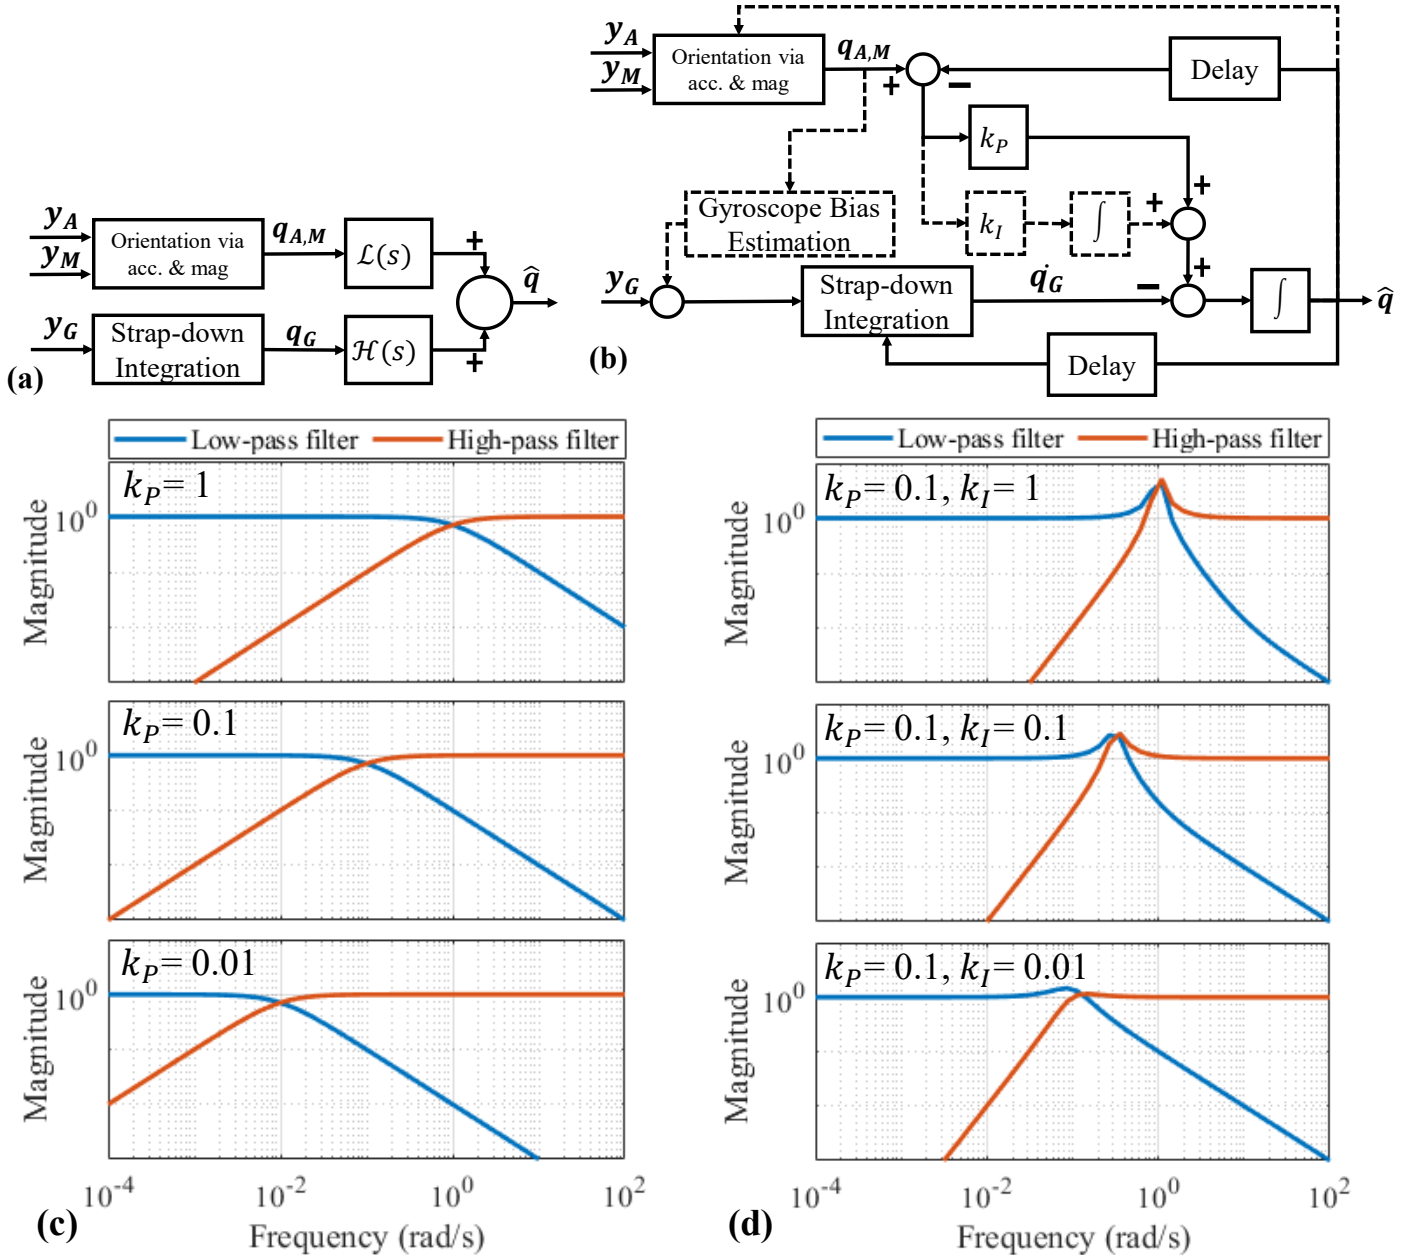 y_A
y_M
Orientation via
acc. & mag
q_{A,M}
ℒ(s)
+
q̂
y_G
Strap-down
Integration
q_G
ℋ(s)
+
(a)
y_A
y_M
Orientation via
acc. & mag
q_{A,M}
+
−
Delay
k_P
+
Gyroscope Bias
Estimation
k_I
∫
+
+
y_G
Strap-down
Integration
q̇_G
−
∫
q̂
Delay
(b)
Low-pass filter High-pass filter
k_P= 1
10^0
Magnitude
k_P= 0.1
10^0
Magnitude
k_P= 0.01
10^0
Magnitude
10^-4 10^-2 10^0 10^2
Frequency (rad/s)
(c)
Low-pass filter High-pass filter
k_P= 0.1, k_I= 1
10^0
Magnitude
k_P= 0.1, k_I= 0.1
10^0
Magnitude
k_P= 0.1, k_I= 0.01
10^0
Magnitude
10^-4 10^-2 10^0 10^2
Frequency (rad/s)
(d)